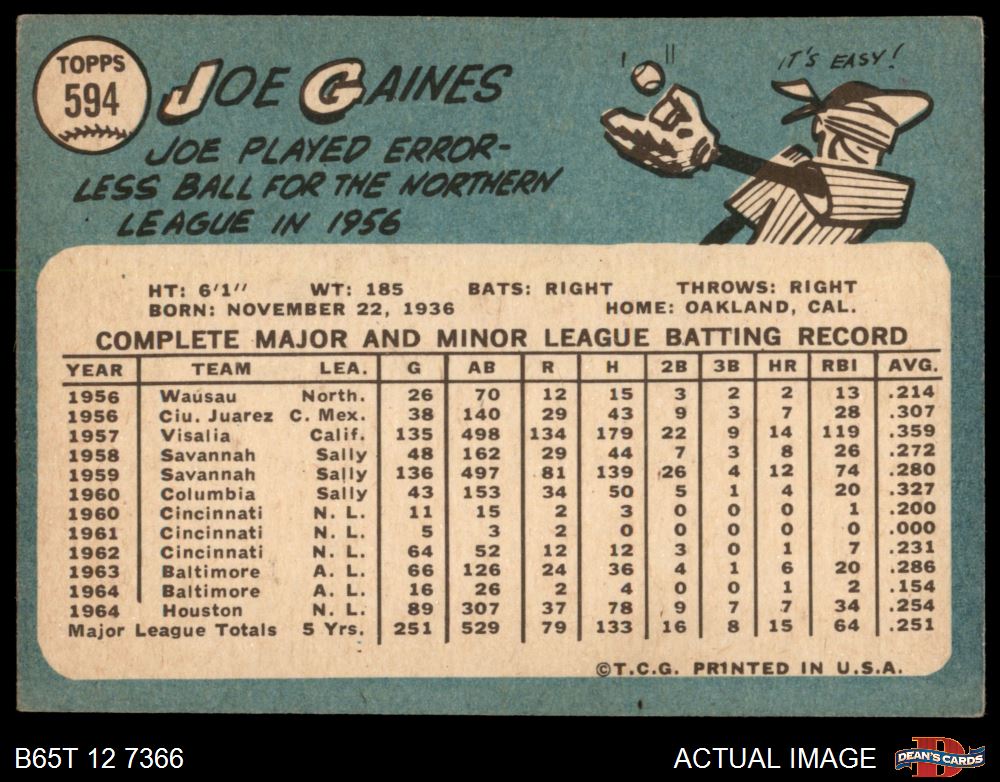 TOPPS
594
JOE GAINES
JOE PLAYED ERROR-
LESS BALL FOR THE NORTHERN
LEAGUE IN 1956
IT'S EASY!
HT: 6'1" WT: 185 BATS: RIGHT THROWS: RIGHT
BORN: NOVEMBER 22, 1936 HOME: OAKLAND, CAL.
COMPLETE MAJOR AND MINOR LEAGUE BATTING RECORD
YEAR TEAM LEA. G AB R H 2B 3B HR RBI AVG.
1956 Wausau North. 26 70 12 15 3 2 2 13 .214
1956 Ciu. Juarez C. Mex. 38 140 29 43 9 3 7 28 .307
1957 Visalia Calif. 135 498 134 179 22 9 14 119 .359
1958 Savannah Sally 48 162 29 44 7 3 8 26 .272
1959 Savannah Sally 136 497 81 139 26 4 12 74 .280
1960 Columbia Sally 43 153 34 50 5 1 4 20 .327
1960 Cincinnati N. L. 11 15 2 3 0 0 0 1 .200
1961 Cincinnati N. L. 5 3 2 0 0 0 0 0 .000
1962 Cincinnati N. L. 64 52 12 12 3 0 1 7 .231
1963 Baltimore A. L. 66 126 24 36 4 1 6 20 .286
1964 Baltimore A. L. 16 26 2 4 0 0 1 2 .154
1964 Houston N. L. 89 307 37 78 9 7 7 34 .254
Major League Totals 5 Yrs. 251 529 79 133 16 8 15 64 .251
©T.C.G. PRINTED IN U.S.A.
B65T 12 7366 ACTUAL IMAGE
D
DEAN'S CARDS